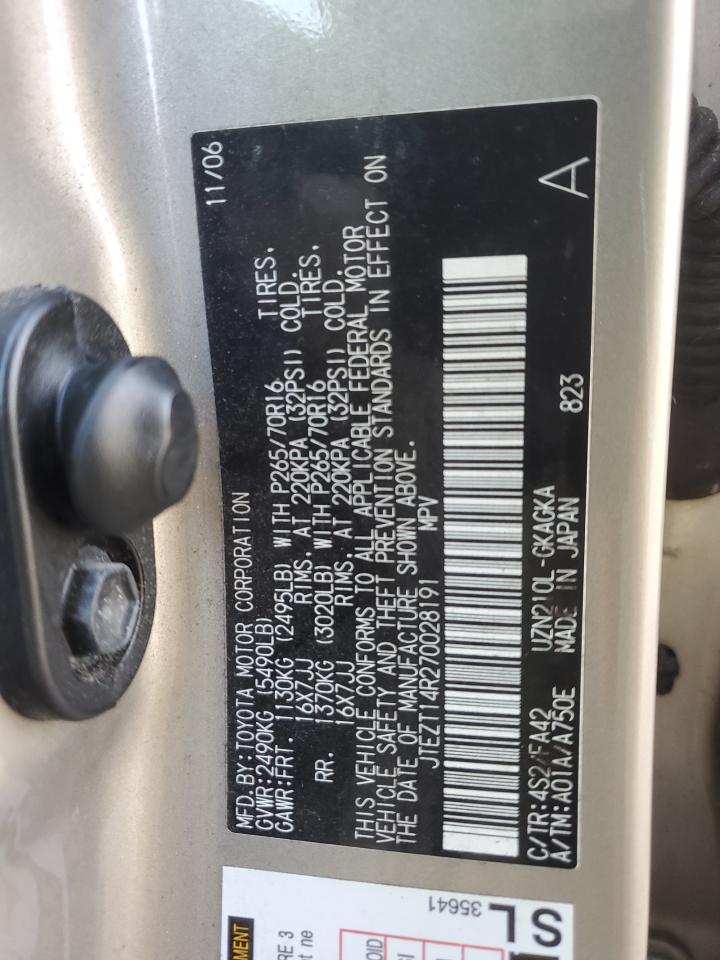 MFD. BY: TOYOTA MOTOR CORPORATION 11/06
GVWR: 2490KG (5490LB)
GAWR: FRT. 1130KG (2495LB) WITH P265/70R16 TIRES.
16X7JJ RIMS, AT 220KPA (32PSI) COLD.
RR. 1370KG (3020LB) WITH P265/70R16 TIRES.
16X7JJ RIMS, AT 220KPA (32PSI) COLD.
THIS VEHICLE CONFORMS TO ALL APPLICABLE FEDERAL MOTOR
VEHICLE SAFETY AND THEFT PREVENTION STANDARDS IN EFFECT ON
THE DATE OF MANUFACTURE SHOWN ABOVE.
JTEZT14R270028191 MPV
C/TR: 4S2/FA42 UZN210L-GKAGKA 823 A
A/TM: A01A/A750E MADE IN JAPAN
SL
35641